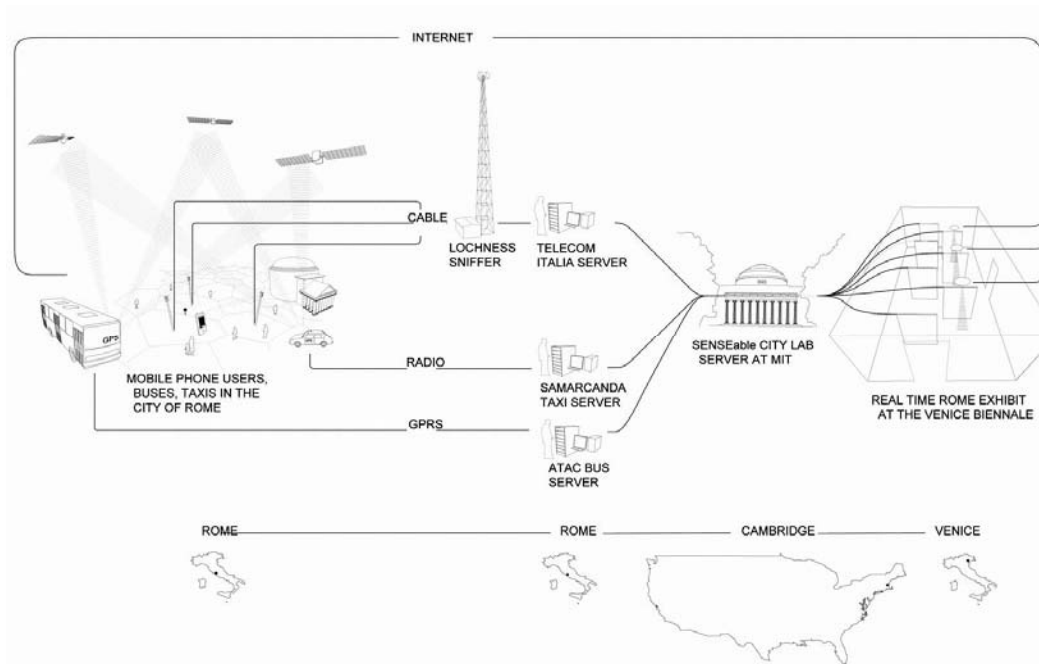 INTERNET
CABLE
LOCHNESS
SNIFFER
TELECOM
ITALIA SERVER
GPS
MOBILE PHONE USERS,
BUSES, TAXIS IN THE
CITY OF ROME
RADIO
SAMARCANDA
TAXI SERVER
GPRS
ATAC BUS
SERVER
SENSEable CITY LAB
SERVER AT MIT
REAL TIME ROME EXHIBIT
AT THE VENICE BIENNALE
ROME
ROME
CAMBRIDGE
VENICE